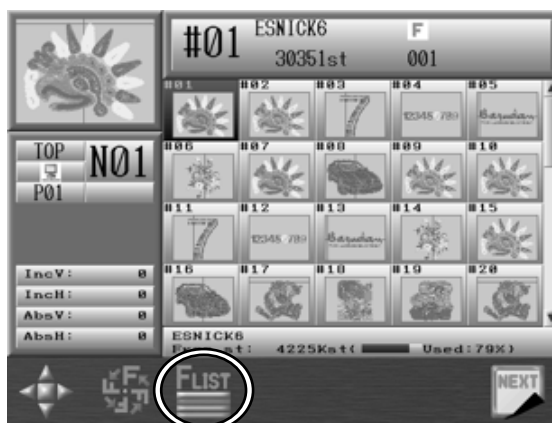 #01 ESNICK6 F
30351st 001
#01 #02 #03 #04 #05
12345 789 Barudan
TOP N01
P01
#06 #07 #08 #09 #10
#11 #12 #13 #14 #15
12345 789 Barudan
IncV: 0
IncH: 0
AbsV: 0
AbsH: 0
#16 #17 #18 #19 #20
ESNICK6
4225Kst( Used:79%)
FLIST
NEXT